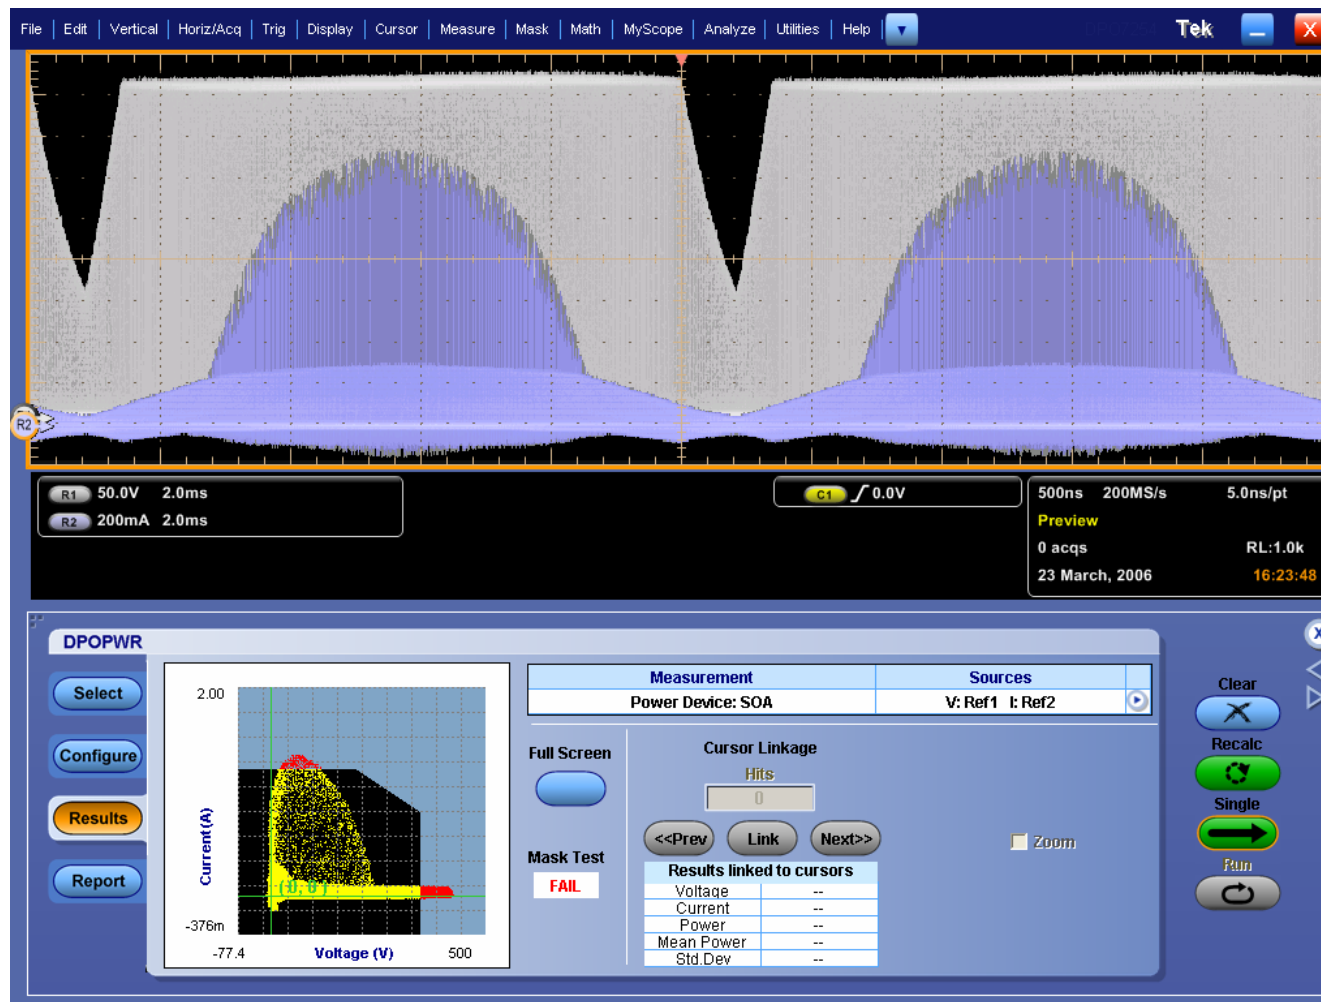 File Edit Vertical Horiz/Acq Trig Display Cursor Measure Mask Math MyScope Analyze Utilities Help Tek X
R2
R1 50.0V 2.0ms
R2 200mA 2.0ms
C1 0.0V
500ns 200MS/s 5.0ns/pt
Preview
0 acqs RL:1.0k
23 March, 2006 16:23:48
DPOPWR
X
Select
Configure
Results
Report
2.00
Current(A)
(0, 0)
-376m
-77.4 Voltage (V) 500
Measurement Sources
Power Device: SOA V: Ref1 I: Ref2
Full Screen
Mask Test
FAIL
Cursor Linkage
Hits
0
<<Prev Link Next>>
Results linked to cursors
Voltage --
Current --
Power --
Mean Power --
Std.Dev --
Zoom
Clear
Recalc
Single
Run